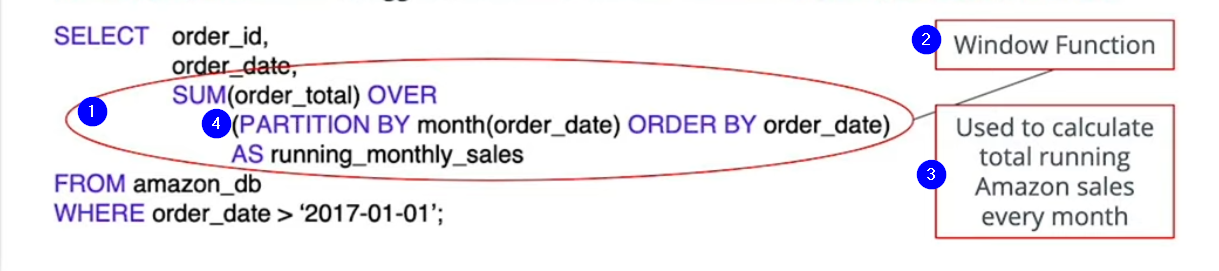 SELECT order_id,
order_date,
SUM(order_total) OVER
(PARTITION BY month(order_date) ORDER BY order_date)
AS running_monthly_sales
FROM amazon_db
WHERE order_date > ‘2017-01-01’;
1
4
2
Window Function
3
Used to calculate
total running
Amazon sales
every month